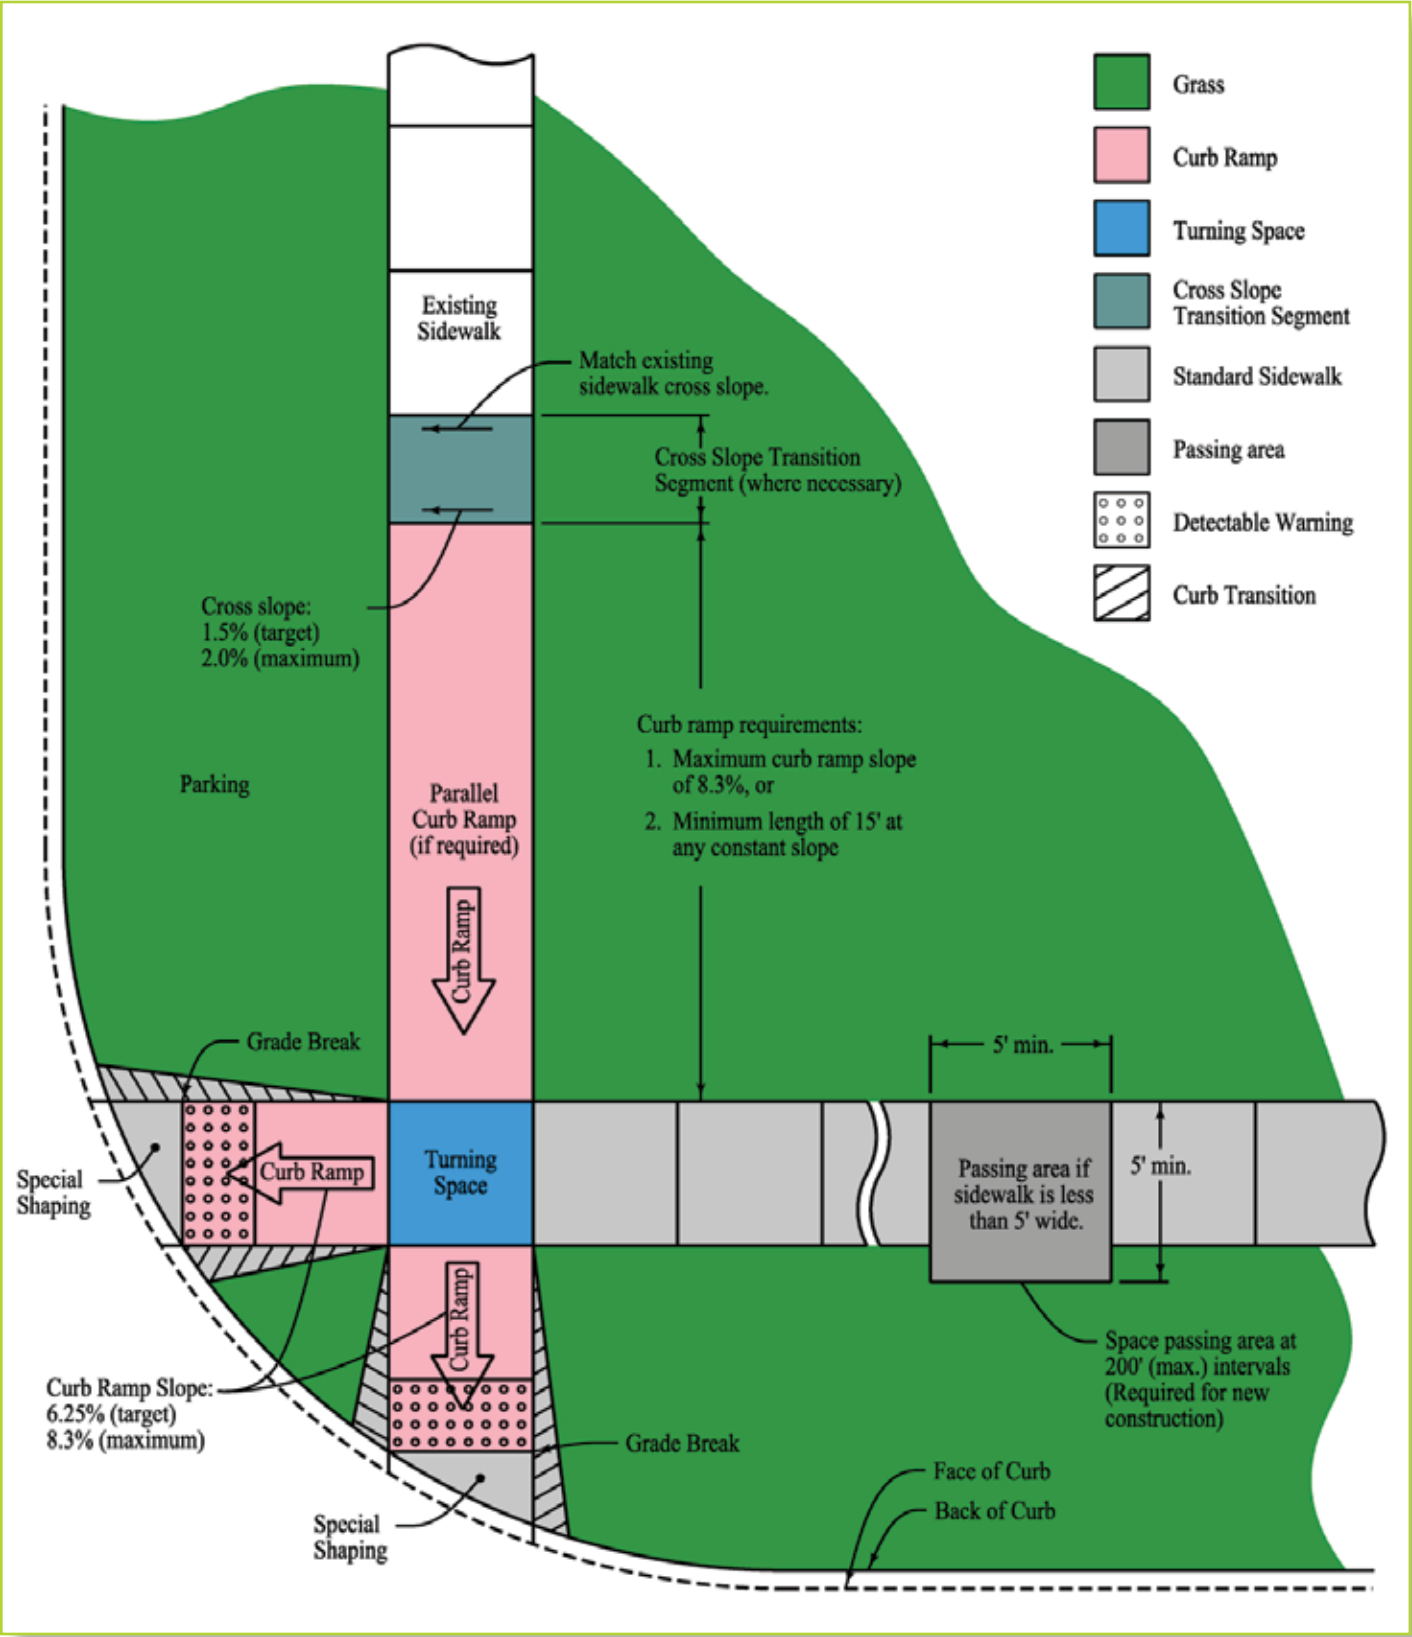 Grass
Curb Ramp
Turning Space
Cross Slope
Transition Segment
Standard Sidewalk
Passing area
Detectable Warning
Curb Transition
Existing
Sidewalk
Match existing
sidewalk cross slope.
Cross Slope Transition
Segment (where necessary)
Cross slope:
1.5% (target)
2.0% (maximum)
Curb ramp requirements:
1. Maximum curb ramp slope
of 8.3%, or
2. Minimum length of 15' at
any constant slope
Parking
Parallel
Curb Ramp
(if required)
Curb Ramp
Grade Break
5' min.
Special
Shaping
Curb Ramp
Turning
Space
Passing area if
sidewalk is less
than 5' wide.
5' min.
Curb Ramp
Space passing area at
200' (max.) intervals
(Required for new
construction)
Curb Ramp Slope:
6.25% (target)
8.3% (maximum)
Grade Break
Face of Curb
Back of Curb
Special
Shaping